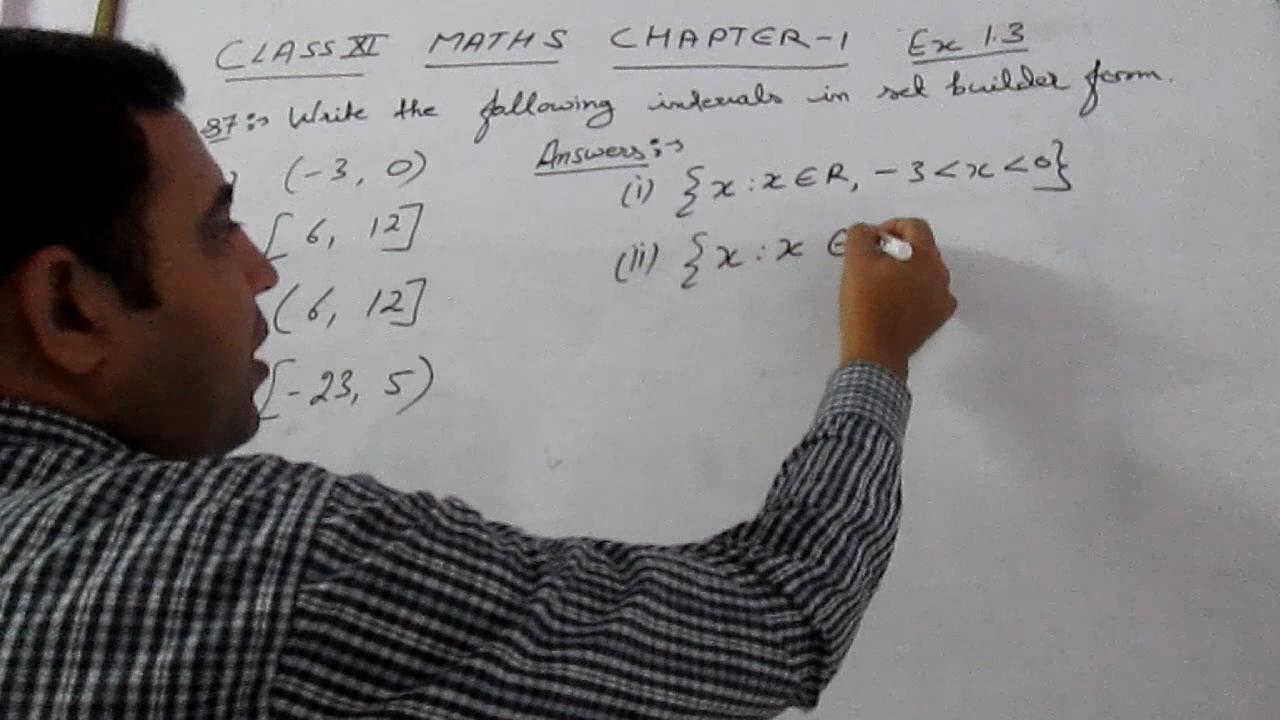 CLASS XI MATHS CHAPTER-1 Ex 1.3
87:→ Write the following intervals in set builder form.
Answers:→
(-3, 0)
(i) {x : x ∈ R, -3 < x < 0}
[6, 12]
(ii) {x : x ∈
(6, 12]
[-23, 5)